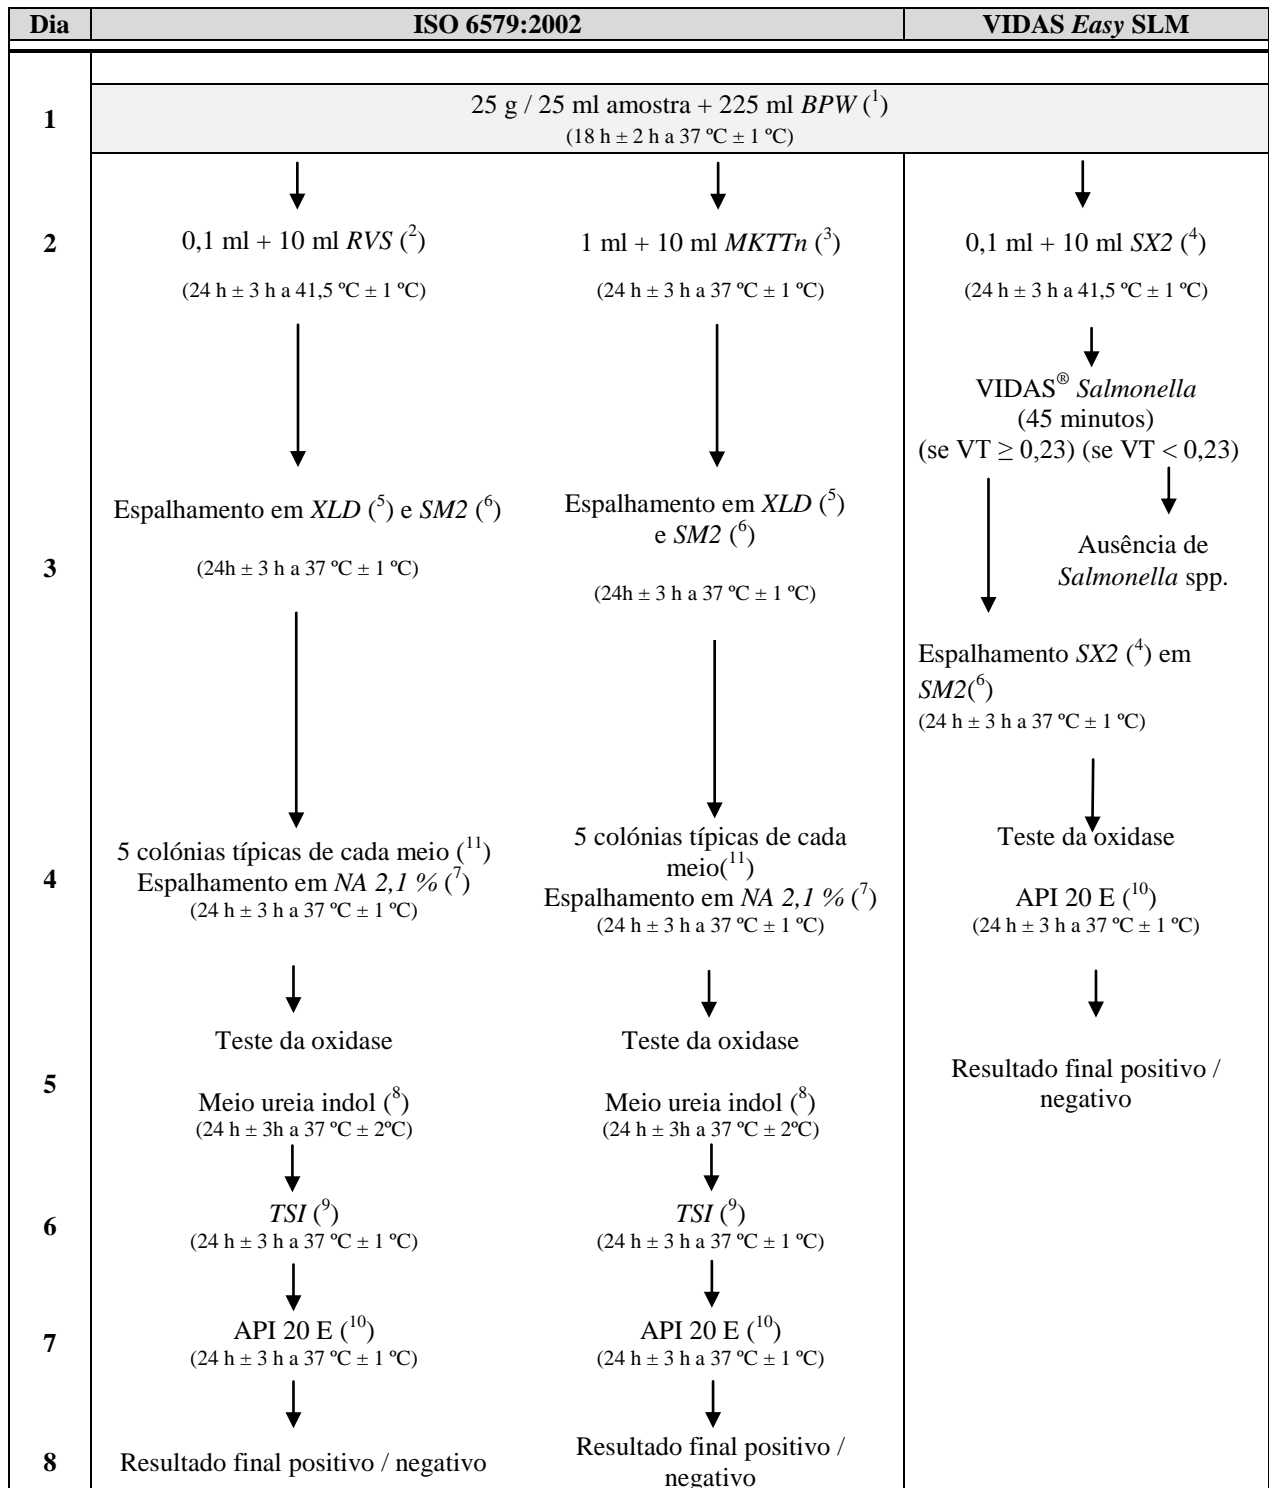 Dia ISO 6579:2002 VIDAS Easy SLM
1
25 g / 25 ml amostra + 225 ml BPW (1)
(18 h ± 2 h a 37 ºC ± 1 ºC)
2
0,1 ml + 10 ml RVS (2)
(24 h ± 3 h a 41,5 ºC ± 1 ºC)
1 ml + 10 ml MKTTn (3)
(24 h ± 3 h a 37 ºC ± 1 ºC)
0,1 ml + 10 ml SX2 (4)
(24 h ± 3 h a 41,5 ºC ± 1 ºC)
VIDAS® Salmonella
(45 minutos)
(se VT ≥ 0,23) (se VT < 0,23)
3
Espalhamento em XLD (5) e SM2 (6)
(24h ± 3 h a 37 ºC ± 1 ºC)
Espalhamento em XLD (5)
e SM2 (6)
(24h ± 3 h a 37 ºC ± 1 ºC)
Ausência de
Salmonella spp.
Espalhamento SX2 (4) em
SM2(6)
(24 h ± 3 h a 37 ºC ± 1 ºC)
4
5 colónias típicas de cada meio (11)
Espalhamento em NA 2,1 % (7)
(24 h ± 3 h a 37 ºC ± 1 ºC)
5 colónias típicas de cada
meio(11)
Espalhamento em NA 2,1 % (7)
(24 h ± 3 h a 37 ºC ± 1 ºC)
Teste da oxidase
API 20 E (10)
(24 h ± 3 h a 37 ºC ± 1 ºC)
5
Teste da oxidase
Meio ureia indol (8)
(24 h ± 3h a 37 ºC ± 2ºC)
Teste da oxidase
Meio ureia indol (8)
(24 h ± 3h a 37 ºC ± 2ºC)
Resultado final positivo /
negativo
6
TSI (9)
(24 h ± 3 h a 37 ºC ± 1 ºC)
TSI (9)
(24 h ± 3 h a 37 ºC ± 1 ºC)
7
API 20 E (10)
(24 h ± 3 h a 37 ºC ± 1 ºC)
API 20 E (10)
(24 h ± 3 h a 37 ºC ± 1 ºC)
8
Resultado final positivo / negativo
Resultado final positivo /
negativo